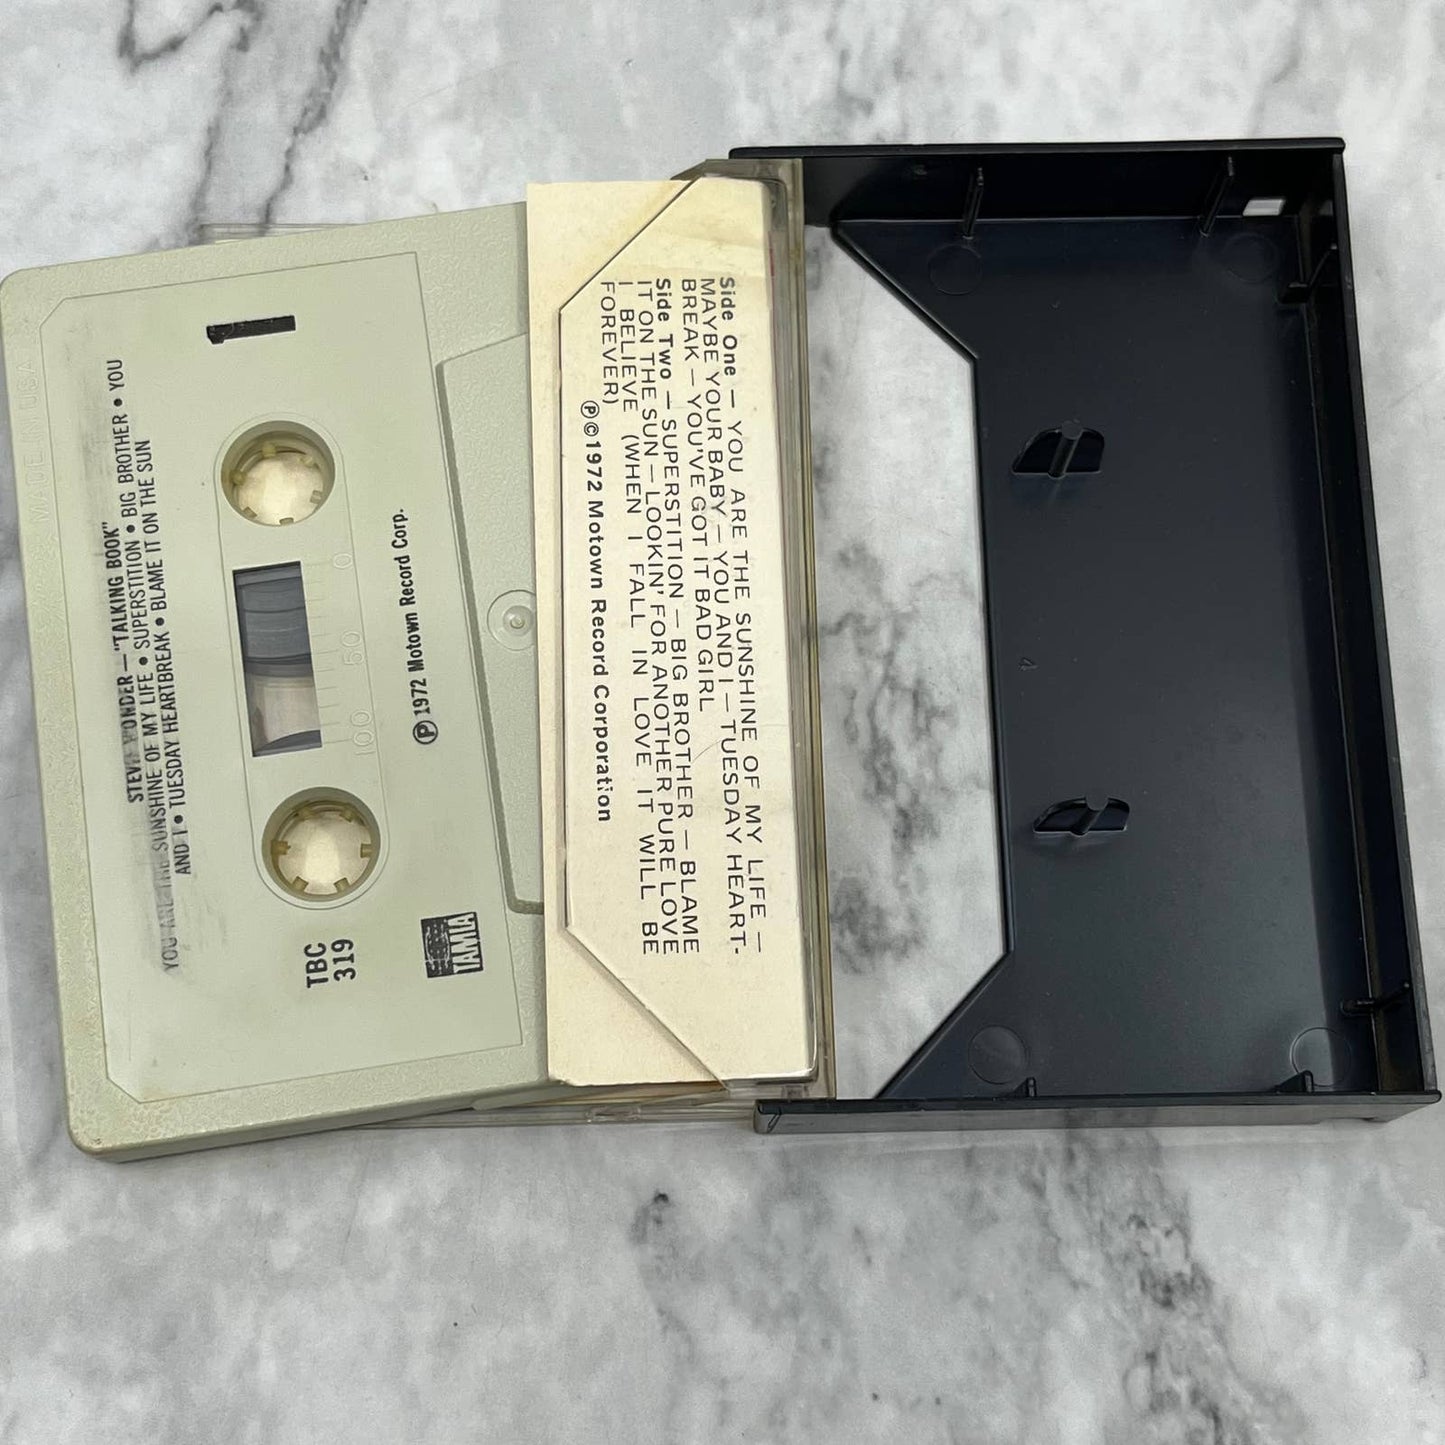 STEVIE WONDER — "TALKING BOOK"
YOU ARE THE SUNSHINE OF MY LIFE • SUPERSTITION • BIG BROTHER • YOU
AND I • TUESDAY HEARTBREAK • BLAME IT ON THE SUN
1
TBC
319
0 50 100
Ⓟ 1972 Motown Record Corp.
TAMLA
Side One — YOU ARE THE SUNSHINE OF MY LIFE —
MAYBE YOUR BABY — YOU AND I — TUESDAY HEART-
BREAK — YOU'VE GOT IT BAD GIRL
Side Two — SUPERSTITION — BIG BROTHER — BLAME
IT ON THE SUN — LOOKIN' FOR ANOTHER PURE LOVE
I BELIEVE (WHEN I FALL IN LOVE IT WILL BE
FOREVER)
Ⓟ©1972 Motown Record Corporation
4